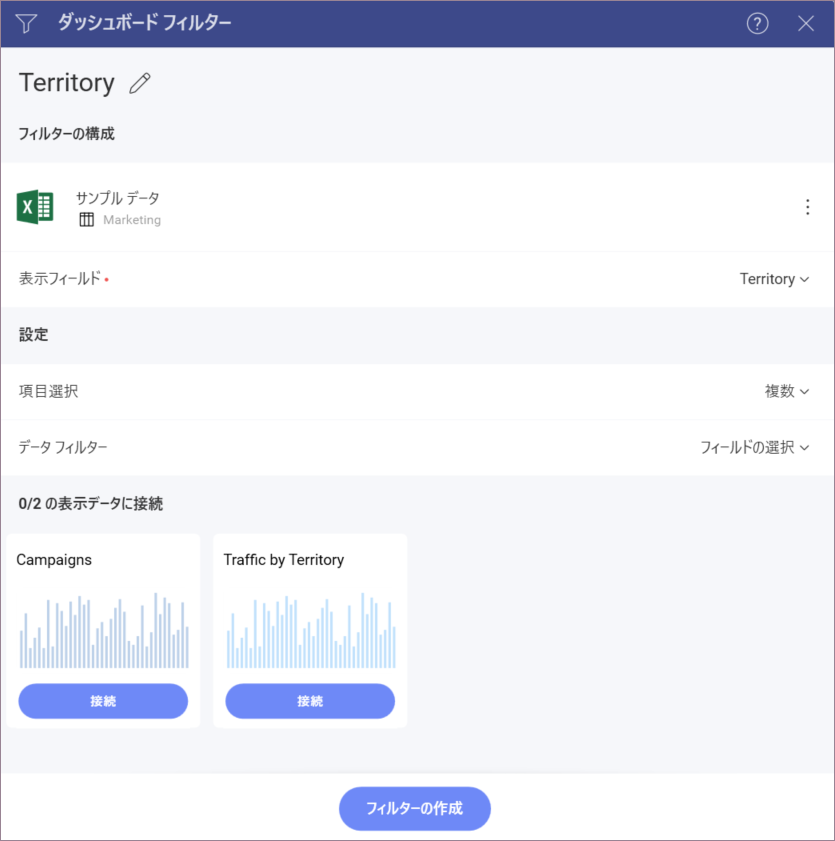 ダッシュボード フィルター
Territory
フィルターの構成
サンプル データ
Marketing
表示フィールド
Territory
設定
項目選択
複数
データ フィルター
フィールドの選択
0/2 の表示データに接続
Campaigns
Traffic by Territory
接続
接続
フィルターの作成